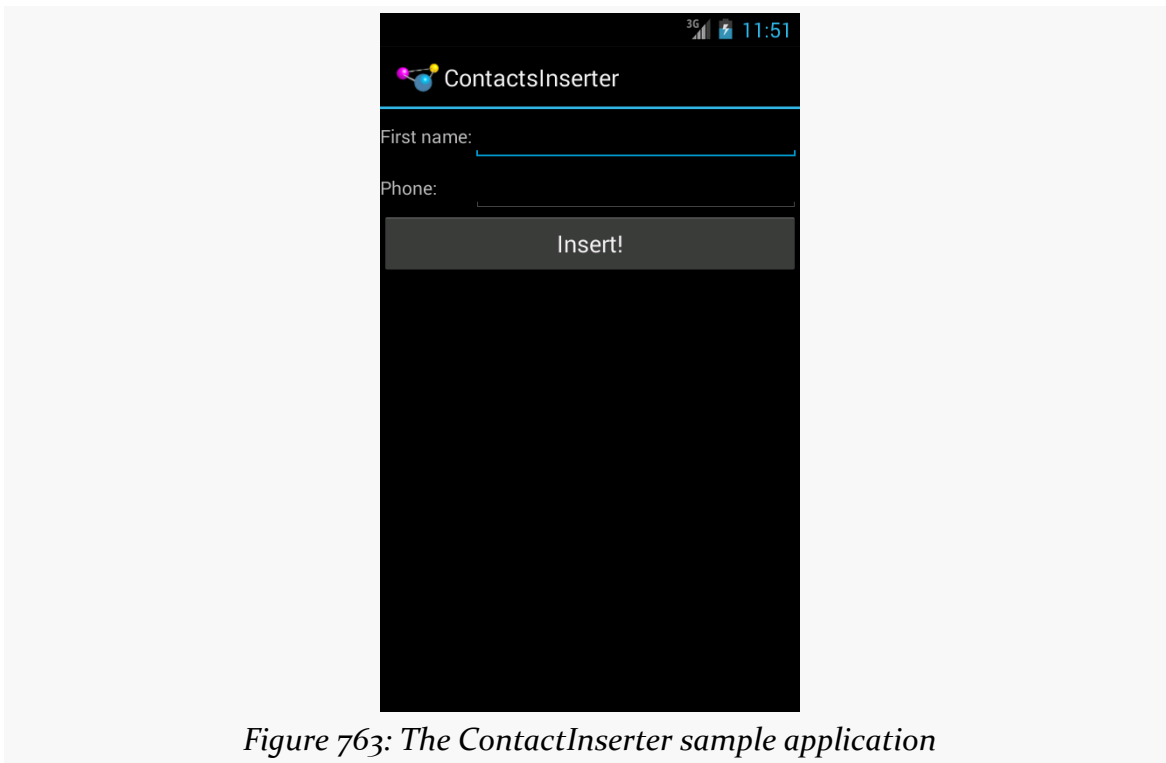 3G 11:51
ContactsInserter
First name:
Phone:
Insert!
Figure 763: The ContactInserter sample application